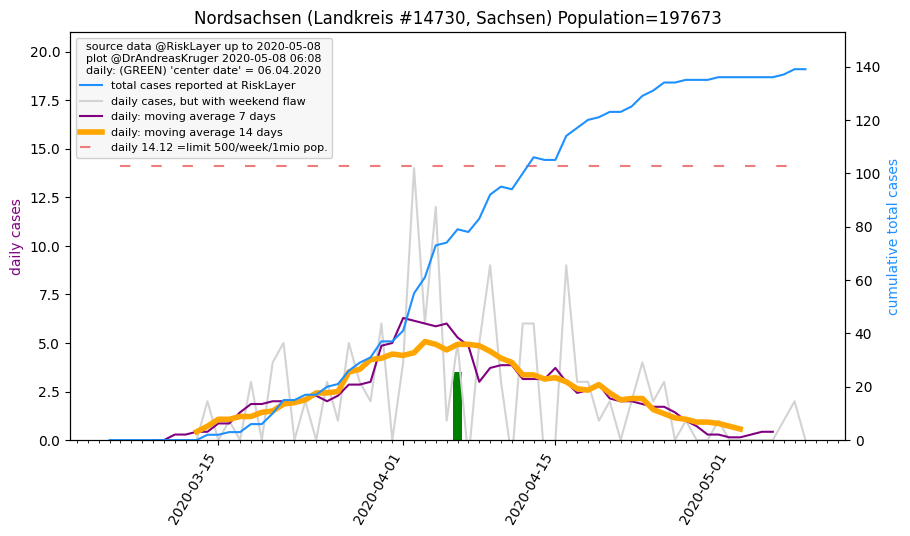 Nordsachsen (Landkreis #14730, Sachsen) Population=197673
source data @RiskLayer up to 2020-05-08
plot @DrAndreasKruger 2020-05-08 06:08
daily: (GREEN) 'center date' = 06.04.2020
total cases reported at RiskLayer
daily cases, but with weekend flaw
daily: moving average 7 days
daily: moving average 14 days
daily 14.12 =limit 500/week/1mio pop.
daily cases
20.0
17.5
15.0
12.5
10.0
7.5
5.0
2.5
0.0
cumulative total cases
140
120
100
80
60
40
20
0
2020-03-15
2020-04-01
2020-04-15
2020-05-01